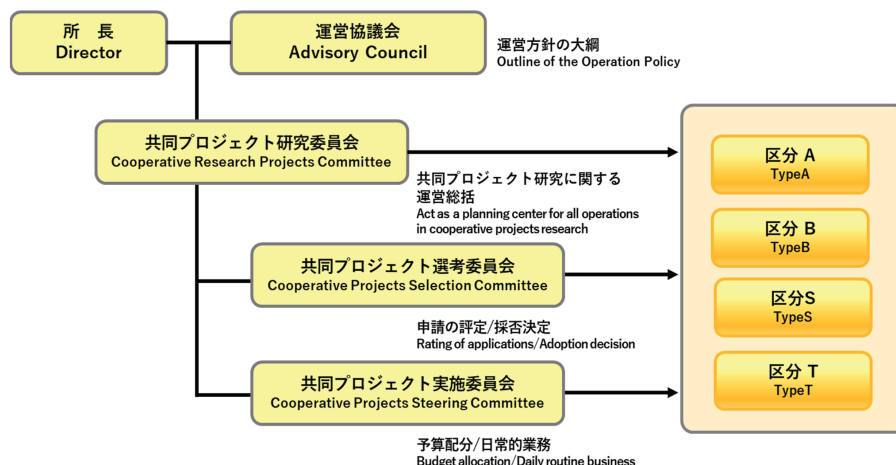 所　長
Director
運営協議会
Advisory Council
運営方針の大綱
Outline of the Operation Policy
共同プロジェクト研究委員会
Cooperative Research Projects Committee
共同プロジェクト研究に関する
運営総括
Act as a planning center for all operations
in cooperative projects research
共同プロジェクト選考委員会
Cooperative Projects Selection Committee
申請の評定/採否決定
Rating of applications/Adoption decision
共同プロジェクト実施委員会
Cooperative Projects Steering Committee
予算配分/日常的業務
Budget allocation/Daily routine business
区分 A
TypeA
区分 B
TypeB
区分S
TypeS
区分 T
TypeT